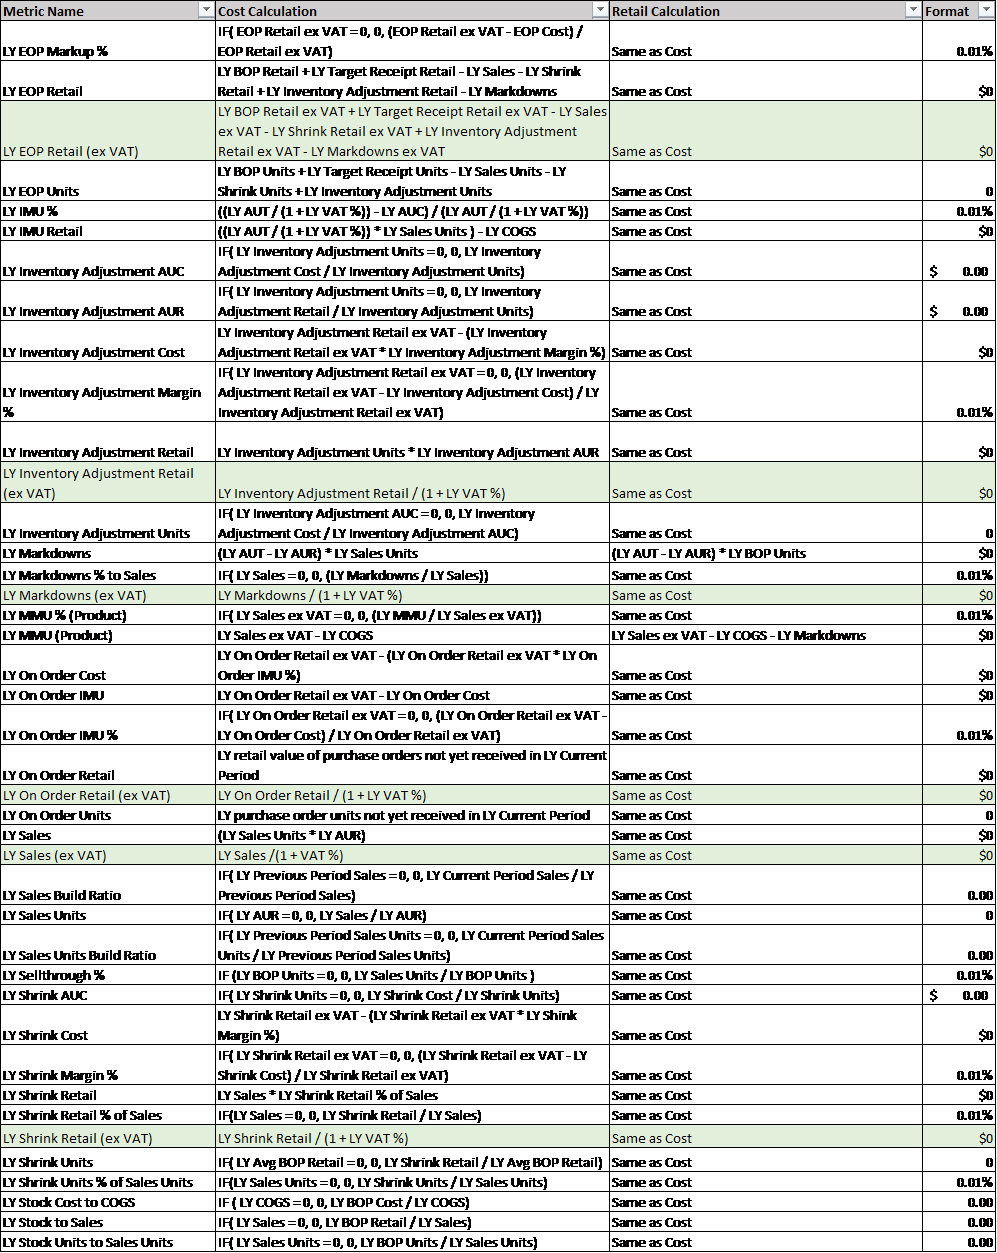 Metric Name Cost Calculation Retail Calculation Format
IF( EOP Retail ex VAT = 0, 0, (EOP Retail ex VAT - EOP Cost) /
LY EOP Markup % EOP Retail ex VAT) Same as Cost 0.01%
LY BOP Retail + LY Target Receipt Retail - LY Sales - LY Shrink
LY EOP Retail Retail + LY Inventory Adjustment Retail - LY Markdowns Same as Cost $0
LY BOP Retail ex VAT + LY Target Receipt Retail ex VAT - LY Sales
ex VAT - LY Shrink Retail ex VAT + LY Inventory Adjustment
LY EOP Retail (ex VAT) Retail ex VAT - LY Markdowns ex VAT Same as Cost $0
LY BOP Units + LY Target Receipt Units - LY Sales Units - LY
LY EOP Units Shrink Units + LY Inventory Adjustment Units Same as Cost 0
LY IMU % ((LY AUT / (1 + LY VAT %)) - LY AUC) / (LY AUT / (1 + LY VAT %)) Same as Cost 0.01%
LY IMU Retail ((LY AUT / (1 + LY VAT %)) * LY Sales Units ) - LY COGS Same as Cost $0
IF( LY Inventory Adjustment Units = 0, 0, LY Inventory
LY Inventory Adjustment AUC Adjustment Cost / LY Inventory Adjustment Units) Same as Cost $ 0.00
IF( LY Inventory Adjustment Units = 0, 0, LY Inventory
LY Inventory Adjustment AUR Adjustment Retail / LY Inventory Adjustment Units) Same as Cost $ 0.00
LY Inventory Adjustment Retail ex VAT - (LY Inventory
LY Inventory Adjustment Cost Adjustment Retail ex VAT * LY Inventory Adjustment Margin %) Same as Cost $0
IF( LY Inventory Adjustment Retail ex VAT = 0, 0, (LY Inventory
LY Inventory Adjustment Margin Adjustment Retail ex VAT - LY Inventory Adjustment Cost) / LY
% Inventory Adjustment Retail ex VAT) Same as Cost 0.01%
LY Inventory Adjustment Retail LY Inventory Adjustment Units * LY Inventory Adjustment AUR Same as Cost $0
LY Inventory Adjustment Retail
(ex VAT) LY Inventory Adjustment Retail / (1 + LY VAT %) Same as Cost $0
IF( LY Inventory Adjustment AUC = 0, 0, LY Inventory
LY Inventory Adjustment Units Adjustment Cost / LY Inventory Adjustment AUC) Same as Cost 0
LY Markdowns (LY AUT - LY AUR) * LY Sales Units (LY AUT - LY AUR) * LY BOP Units $0
LY Markdowns % to Sales IF( LY Sales = 0, 0, (LY Markdowns / LY Sales)) Same as Cost 0.01%
LY Markdowns (ex VAT) LY Markdowns / (1 + LY VAT %) Same as Cost $0
LY MMU % (Product) IF( LY Sales ex VAT = 0, 0, (LY MMU / LY Sales ex VAT)) Same as Cost 0.01%
LY MMU (Product) LY Sales ex VAT - LY COGS LY Sales ex VAT - LY COGS - LY Markdowns $0
LY On Order Retail ex VAT - (LY On Order Retail ex VAT * LY On
LY On Order Cost Order IMU %) Same as Cost $0
LY On Order IMU LY On Order Retail ex VAT - LY On Order Cost Same as Cost $0
IF( LY On Order Retail ex VAT = 0, 0, (LY On Order Retail ex VAT -
LY On Order IMU % LY On Order Cost) / LY On Order Retail ex VAT) Same as Cost 0.01%
LY retail value of purchase orders not yet received in LY Current
LY On Order Retail Period Same as Cost $0
LY On Order Retail (ex VAT) LY On Order Retail / (1 + LY VAT %) Same as Cost $0
LY On Order Units LY purchase order units not yet received in LY Current Period Same as Cost 0
LY Sales (LY Sales Units * LY AUR) Same as Cost $0
LY Sales (ex VAT) LY Sales /(1 + VAT %) Same as Cost $0
IF( LY Previous Period Sales = 0, 0, LY Current Period Sales / LY
LY Sales Build Ratio Previous Period Sales) Same as Cost 0.00
LY Sales Units IF( LY AUR = 0, 0, LY Sales / LY AUR) Same as Cost 0
IF( LY Previous Period Sales Units = 0, 0, LY Current Period Sales
LY Sales Units Build Ratio Units / LY Previous Period Sales Units) Same as Cost 0.00
LY Sellthrough % IF (LY BOP Units = 0, 0, LY Sales Units / LY BOP Units ) Same as Cost 0.01%
LY Shrink AUC IF( LY Shrink Units = 0, 0, LY Shrink Cost / LY Shrink Units) Same as Cost $ 0.00
LY Shrink Retail ex VAT - (LY Shrink Retail ex VAT * LY Shink
LY Shrink Cost Margin %) Same as Cost $0
IF( LY Shrink Retail ex VAT = 0, 0, (LY Shrink Retail ex VAT - LY
LY Shrink Margin % Shrink Cost) / LY Shrink Retail ex VAT) Same as Cost 0.01%
LY Shrink Retail LY Sales * LY Shrink Retail % of Sales Same as Cost $0
LY Shrink Retail % of Sales IF(LY Sales = 0, 0, LY Shrink Retail / LY Sales) Same as Cost 0.01%
LY Shrink Retail (ex VAT) LY Shrink Retail / (1 + LY VAT %) Same as Cost $0
LY Shrink Units IF( LY Avg BOP Retail = 0, 0, LY Shrink Retail / LY Avg BOP Retail) Same as Cost 0
LY Shrink Units % of Sales Units IF(LY Sales Units = 0, 0, LY Shrink Units / LY Sales Units) Same as Cost 0.01%
LY Stock Cost to COGS IF ( LY COGS = 0, 0, LY BOP Cost / LY COGS) Same as Cost 0.00
LY Stock to Sales IF( LY Sales = 0, 0, LY BOP Retail / LY Sales) Same as Cost 0.00
LY Stock Units to Sales Units IF( LY Sales Units = 0, 0, LY BOP Units / LY Sales Units) Same as Cost 0.00